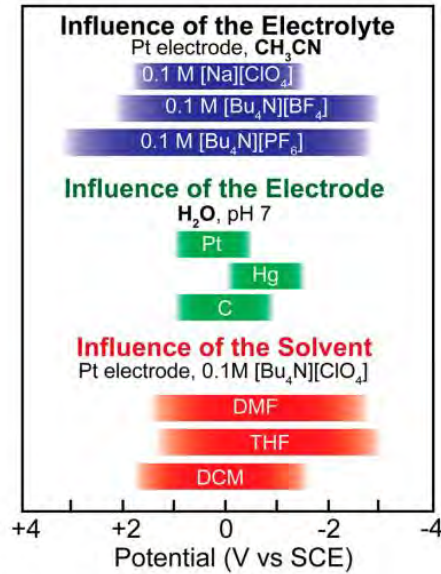 Influence of the Electrolyte
Pt electrode, CH₃CN
0.1 M [Na][ClO₄]
0.1 M [Bu₄N][BF₄]
0.1 M [Bu₄N][PF₆]
Influence of the Electrode
H₂O, pH 7
Pt
Hg
C
Influence of the Solvent
Pt electrode, 0.1M [Bu₄N][ClO₄]
DMF
THF
DCM
+4 +2 0 -2 -4
Potential (V vs SCE)